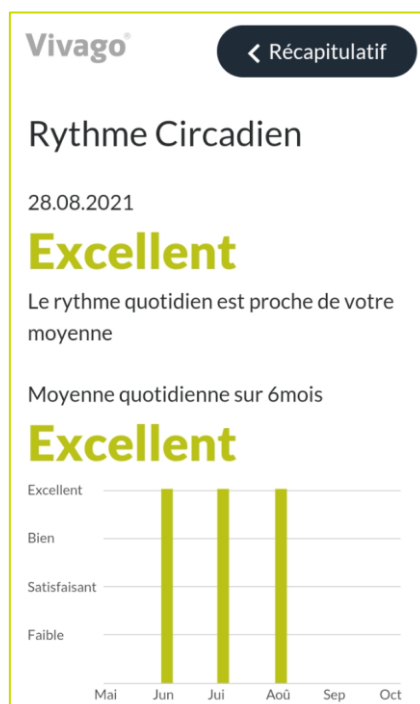 Vivago®
Récapitulatif
Rythme Circadien
28.08.2021
Excellent
Le rythme quotidien est proche de votre
moyenne
Moyenne quotidienne sur 6mois
Excellent
Excellent
Bien
Satisfaisant
Faible
Mai Jun Jui Aoû Sep Oct